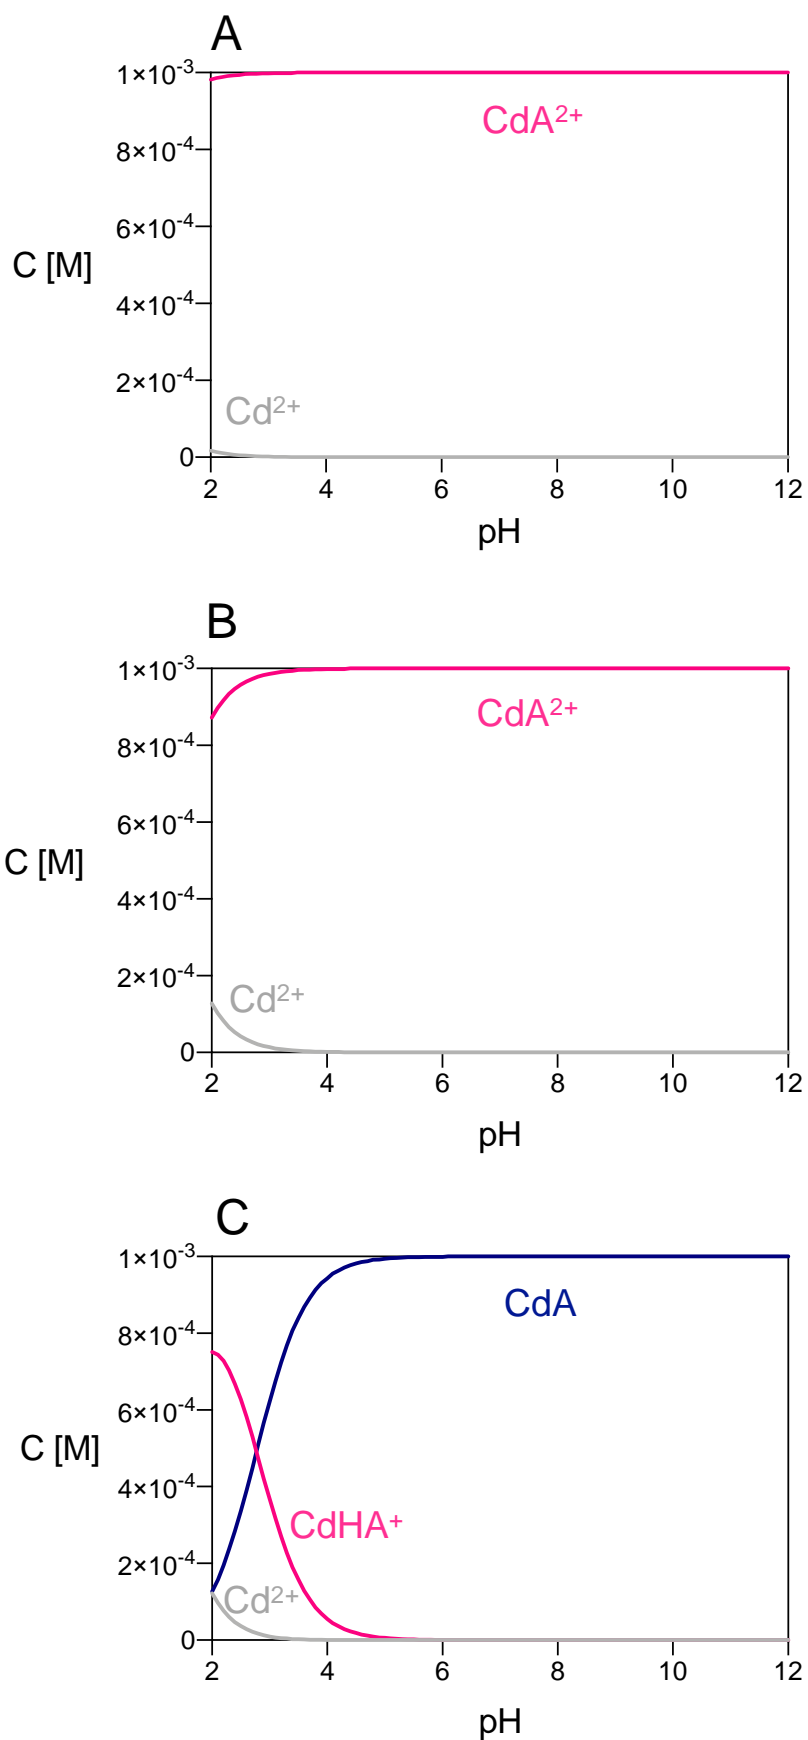 A
1×10⁻³
CdA²⁺
8×10⁻⁴
6×10⁻⁴
C [M]
4×10⁻⁴
2×10⁻⁴
Cd²⁺
0
2 4 6 8 10 12
pH
B
1×10⁻³
CdA²⁺
8×10⁻⁴
6×10⁻⁴
C [M]
4×10⁻⁴
2×10⁻⁴
Cd²⁺
0
2 4 6 8 10 12
pH
C
1×10⁻³
CdA
8×10⁻⁴
6×10⁻⁴
C [M]
4×10⁻⁴
CdHA⁺
2×10⁻⁴
Cd²⁺
0
2 4 6 8 10 12
pH